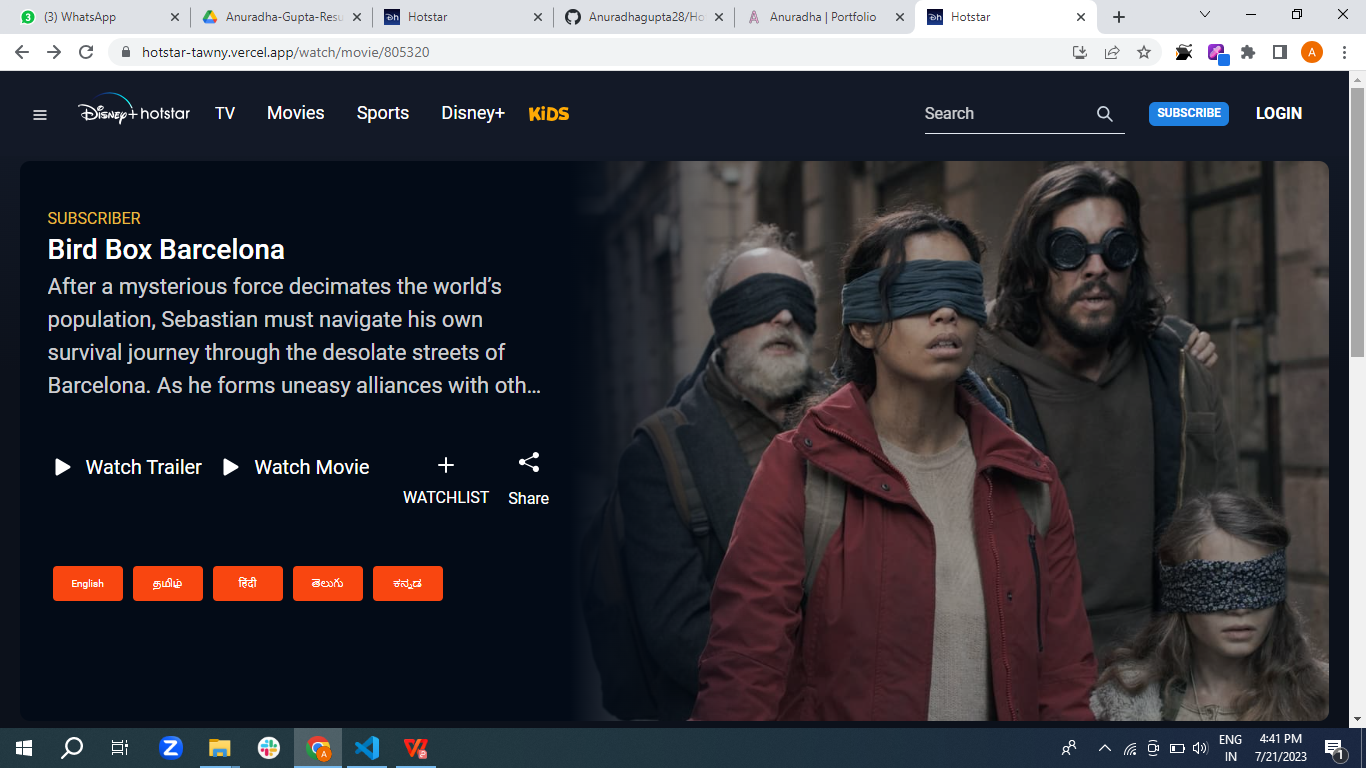 (3) WhatsApp
Anuradha-Gupta-Resu
Hotstar
Anuradhagupta28/Ho
Anuradha | Portfolio
Hotstar
hotstar-tawny.vercel.app/watch/movie/805320
A
Disney+ hotstar
TV
Movies
Sports
Disney+
KiDS
Search
SUBSCRIBE
LOGIN
SUBSCRIBER
Bird Box Barcelona
After a mysterious force decimates the world’s
population, Sebastian must navigate his own
survival journey through the desolate streets of
Barcelona. As he forms uneasy alliances with oth…
Watch Trailer
Watch Movie
WATCHLIST
Share
English
தமிழ்
हिंदी
తెలుగు
ಕನ್ನಡ
ENG
IN
4:41 PM
7/21/2023
1